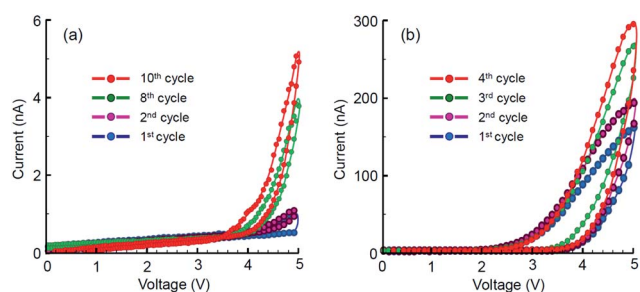 (a)
6
4
2
0
Current (nA)
10th cycle
8th cycle
2nd cycle
1st cycle
0 1 2 3 4 5
Voltage (V)
(b)
300
200
100
0
Current (nA)
4th cycle
3rd cycle
2nd cycle
1st cycle
0 1 2 3 4 5
Voltage (V)